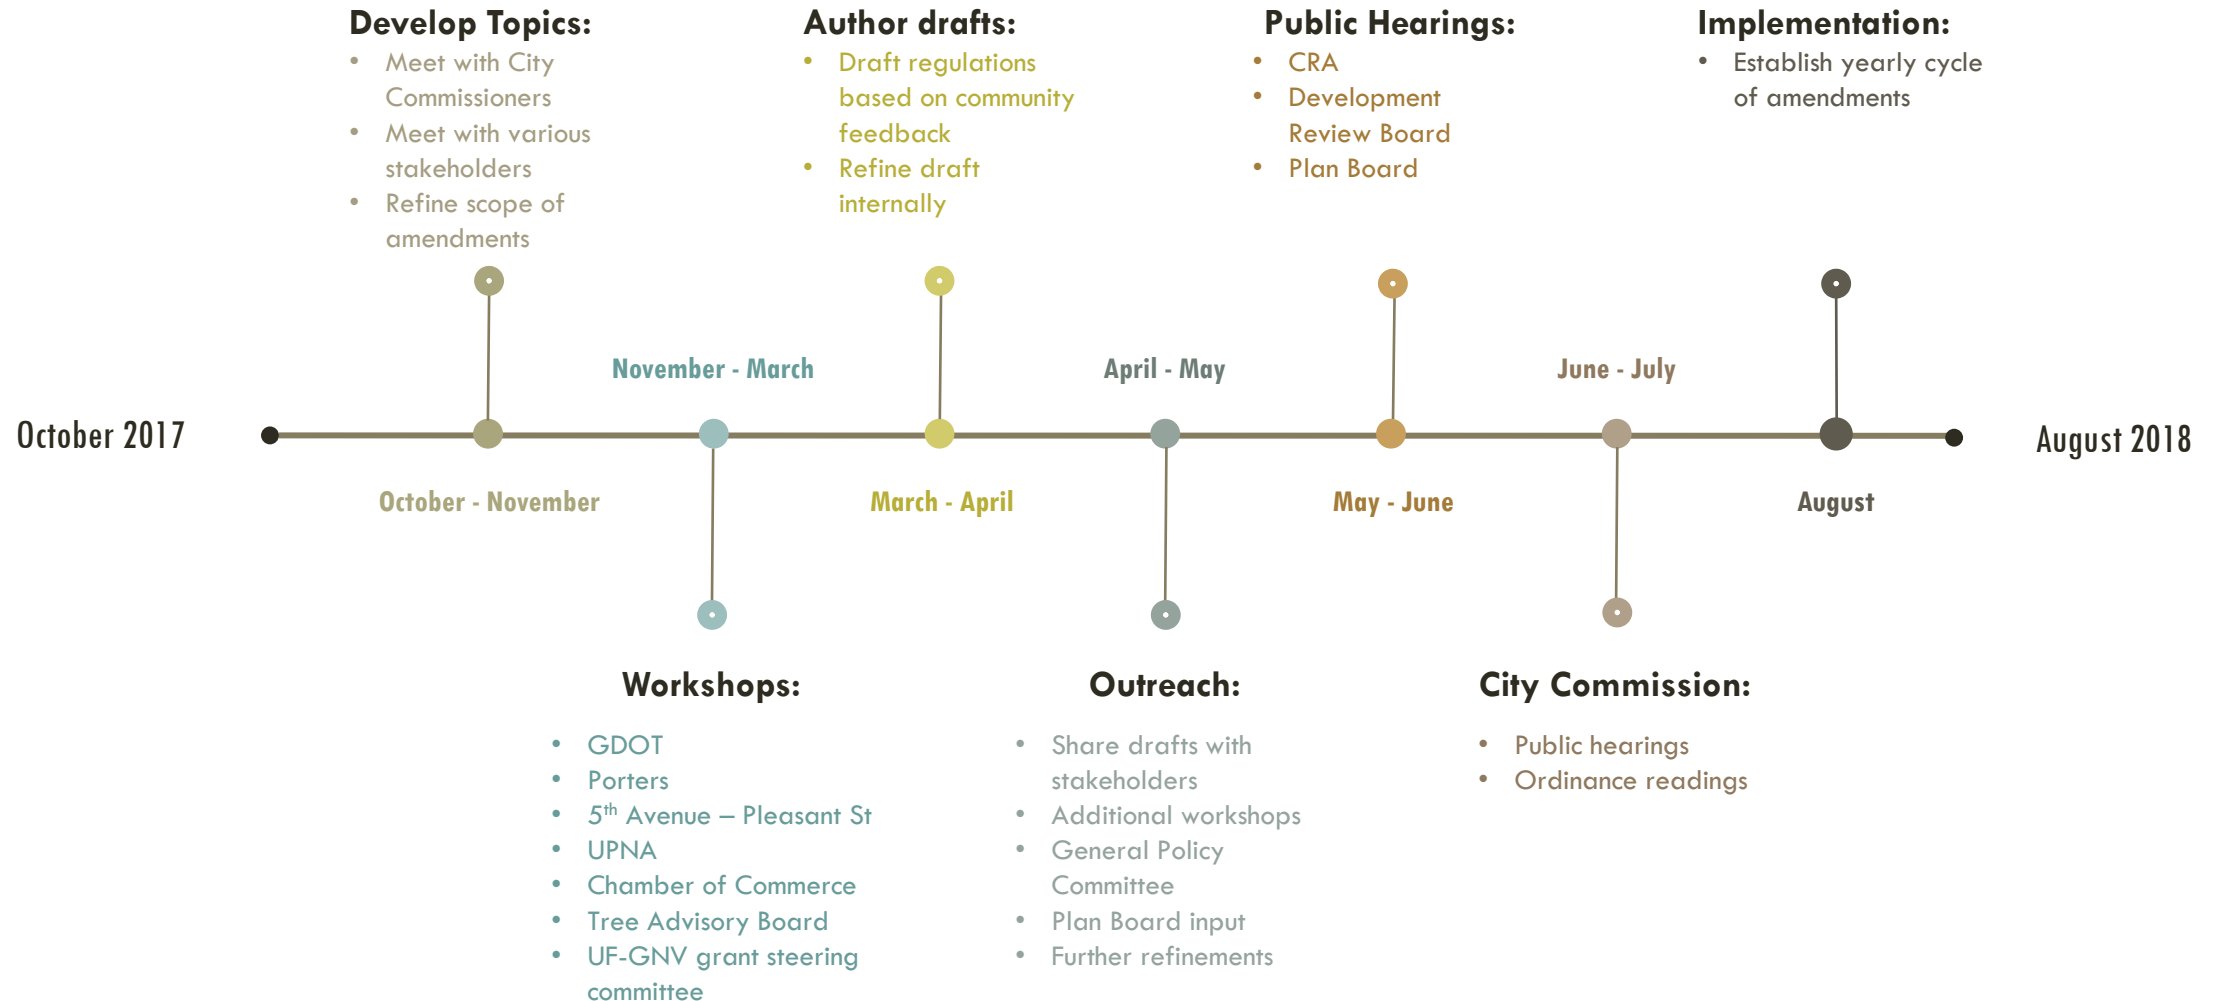 Develop Topics:
• Meet with City
Commissioners
• Meet with various
stakeholders
• Refine scope of
amendments
Author drafts:
• Draft regulations
based on community
feedback
• Refine draft
internally
Public Hearings:
• CRA
• Development
Review Board
• Plan Board
Implementation:
• Establish yearly cycle
of amendments
November - March
April - May
June - July
October 2017
August 2018
October - November
March - April
May - June
August
Workshops:
• GDOT
• Porters
• 5th Avenue – Pleasant St
• UPNA
• Chamber of Commerce
• Tree Advisory Board
• UF-GNV grant steering
committee
Outreach:
• Share drafts with
stakeholders
• Additional workshops
• General Policy
Committee
• Plan Board input
• Further refinements
City Commission:
• Public hearings
• Ordinance readings